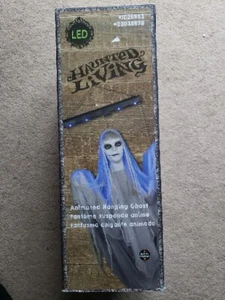 LED
HAUNTED
LIVING
Animated Hanging Ghost
Fantôme suspendu animé
Fantasma colgante animado